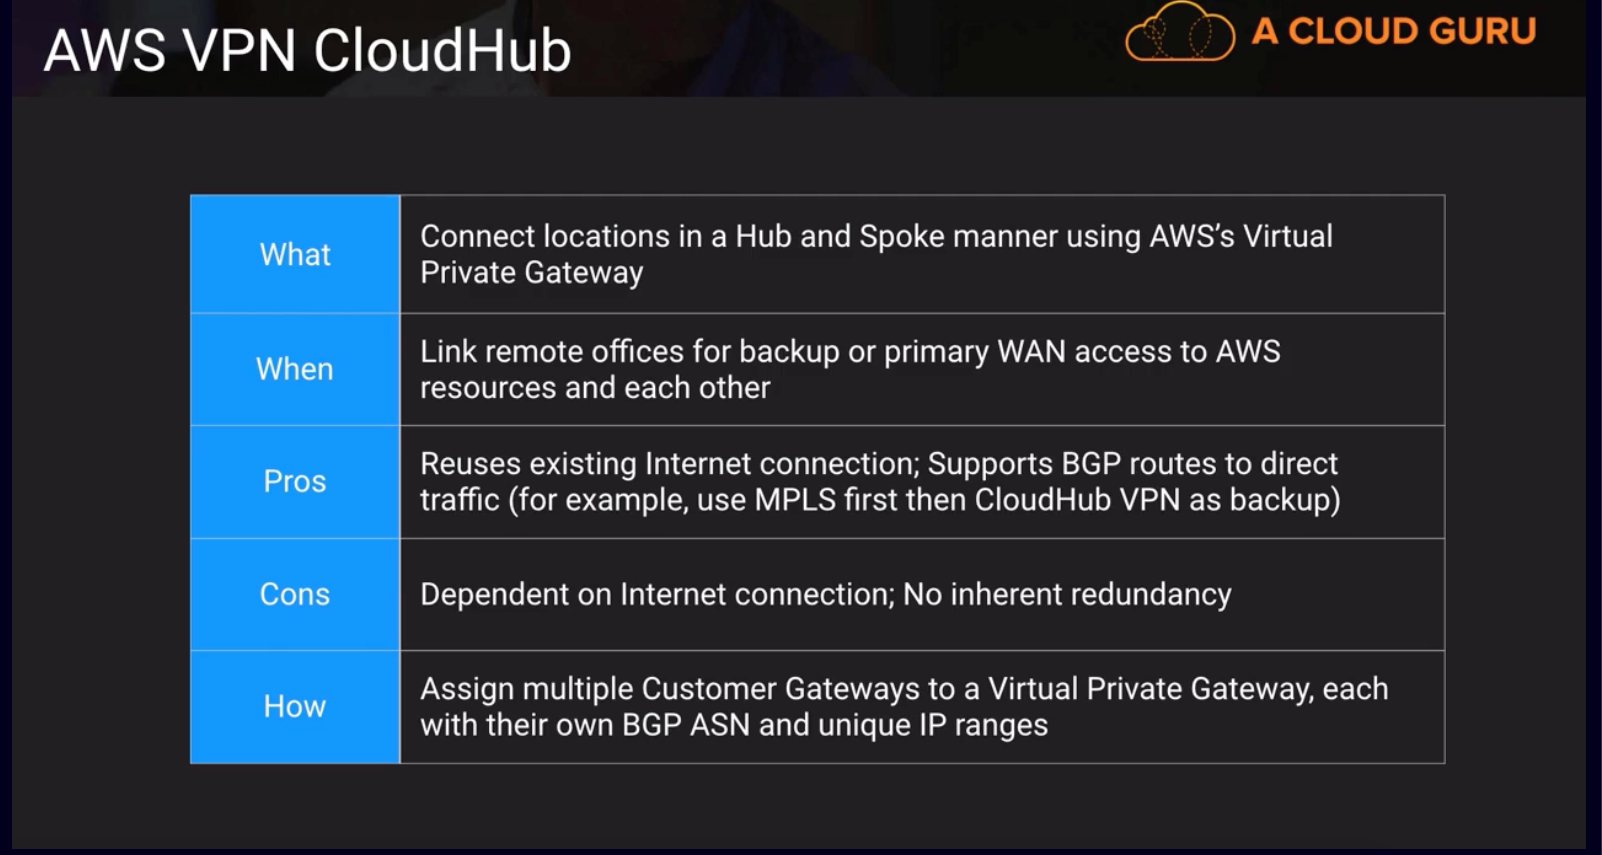 AWS VPN CloudHub
A CLOUD GURU
What
Connect locations in a Hub and Spoke manner using AWS’s Virtual
Private Gateway
When
Link remote offices for backup or primary WAN access to AWS
resources and each other
Pros
Reuses existing Internet connection; Supports BGP routes to direct
traffic (for example, use MPLS first then CloudHub VPN as backup)
Cons
Dependent on Internet connection; No inherent redundancy
How
Assign multiple Customer Gateways to a Virtual Private Gateway, each
with their own BGP ASN and unique IP ranges